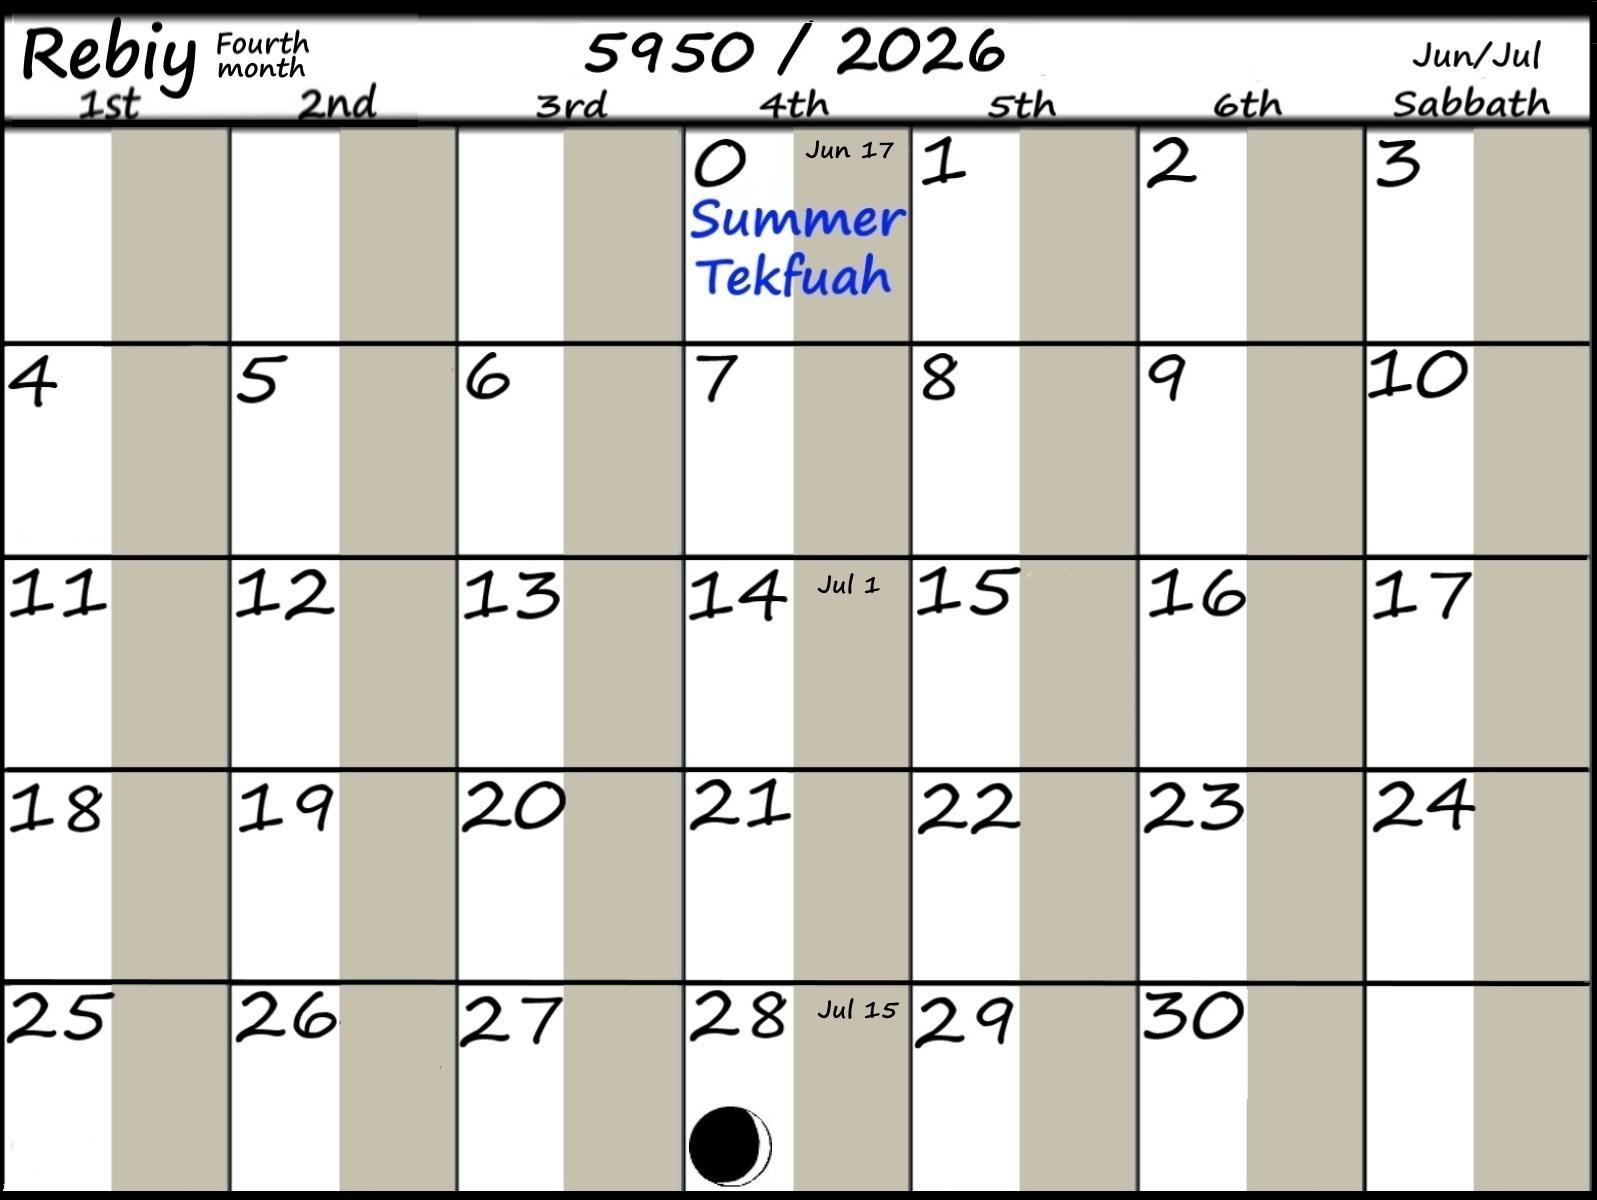 Rebiy Fourth month 5950 / 2026 Jun/Jul
1st 2nd 3rd 4th 5th 6th Sabbath
0 Jun 17 1 2 3
Summer
Tekfuah
4 5 6 7 8 9 10
11 12 13 14 Jul 1 15 16 17
18 19 20 21 22 23 24
25 26 27 28 Jul 15 29 30